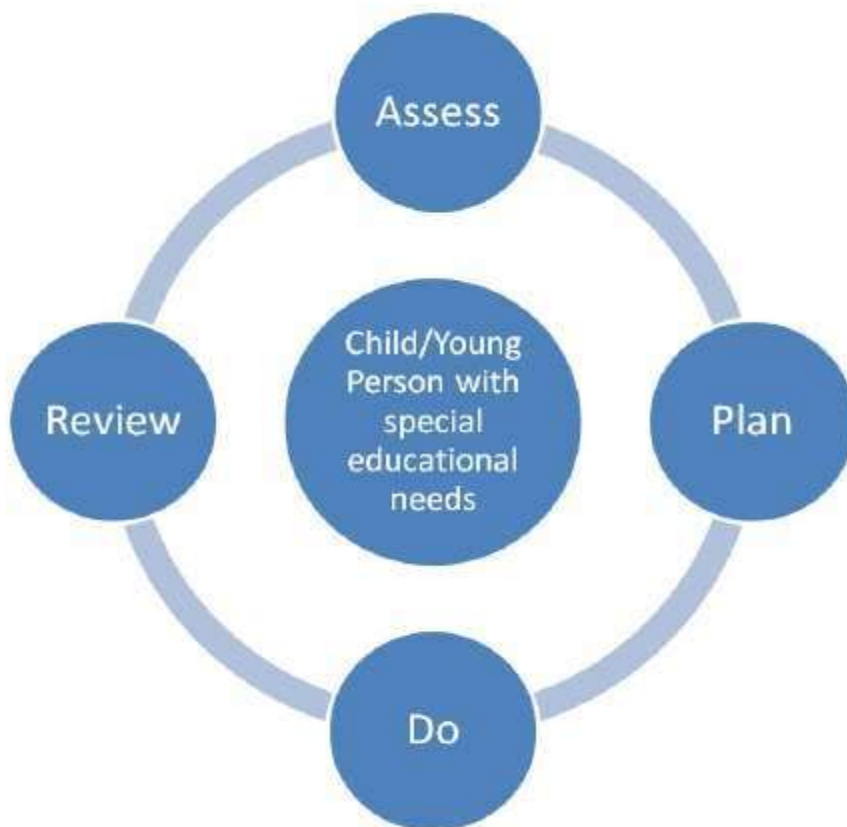 Assess
Child/Young
Person with
special
educational
needs
Review
Plan
Do